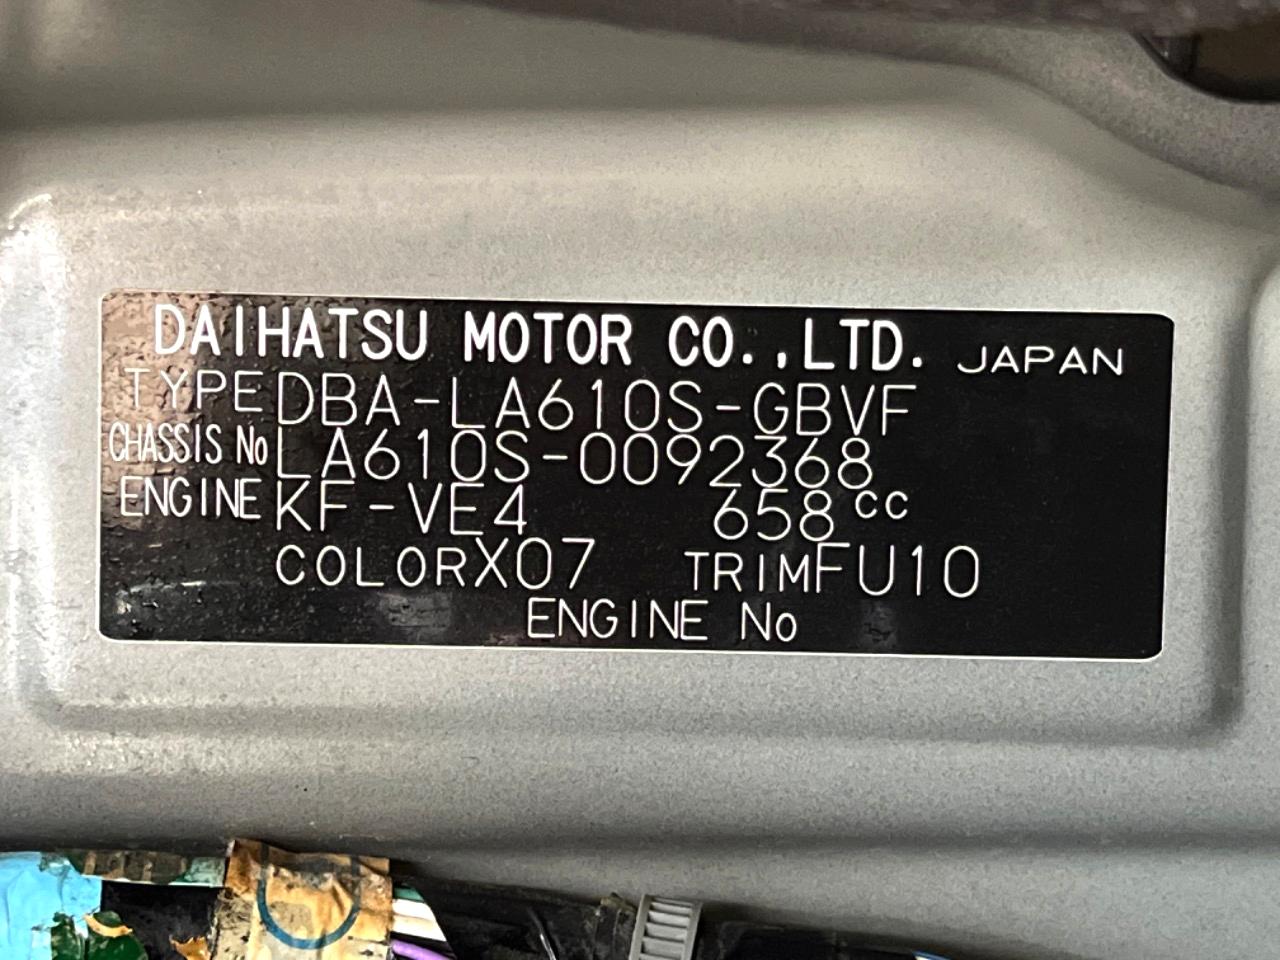 DAIHATSU MOTOR CO.,LTD. JAPAN
TYPE DBA-LA610S-GBVF
CHASSIS No LA610S-0092368
ENGINE KF-VE4 658cc
COLOR X07 TRIM FU10
ENGINE No